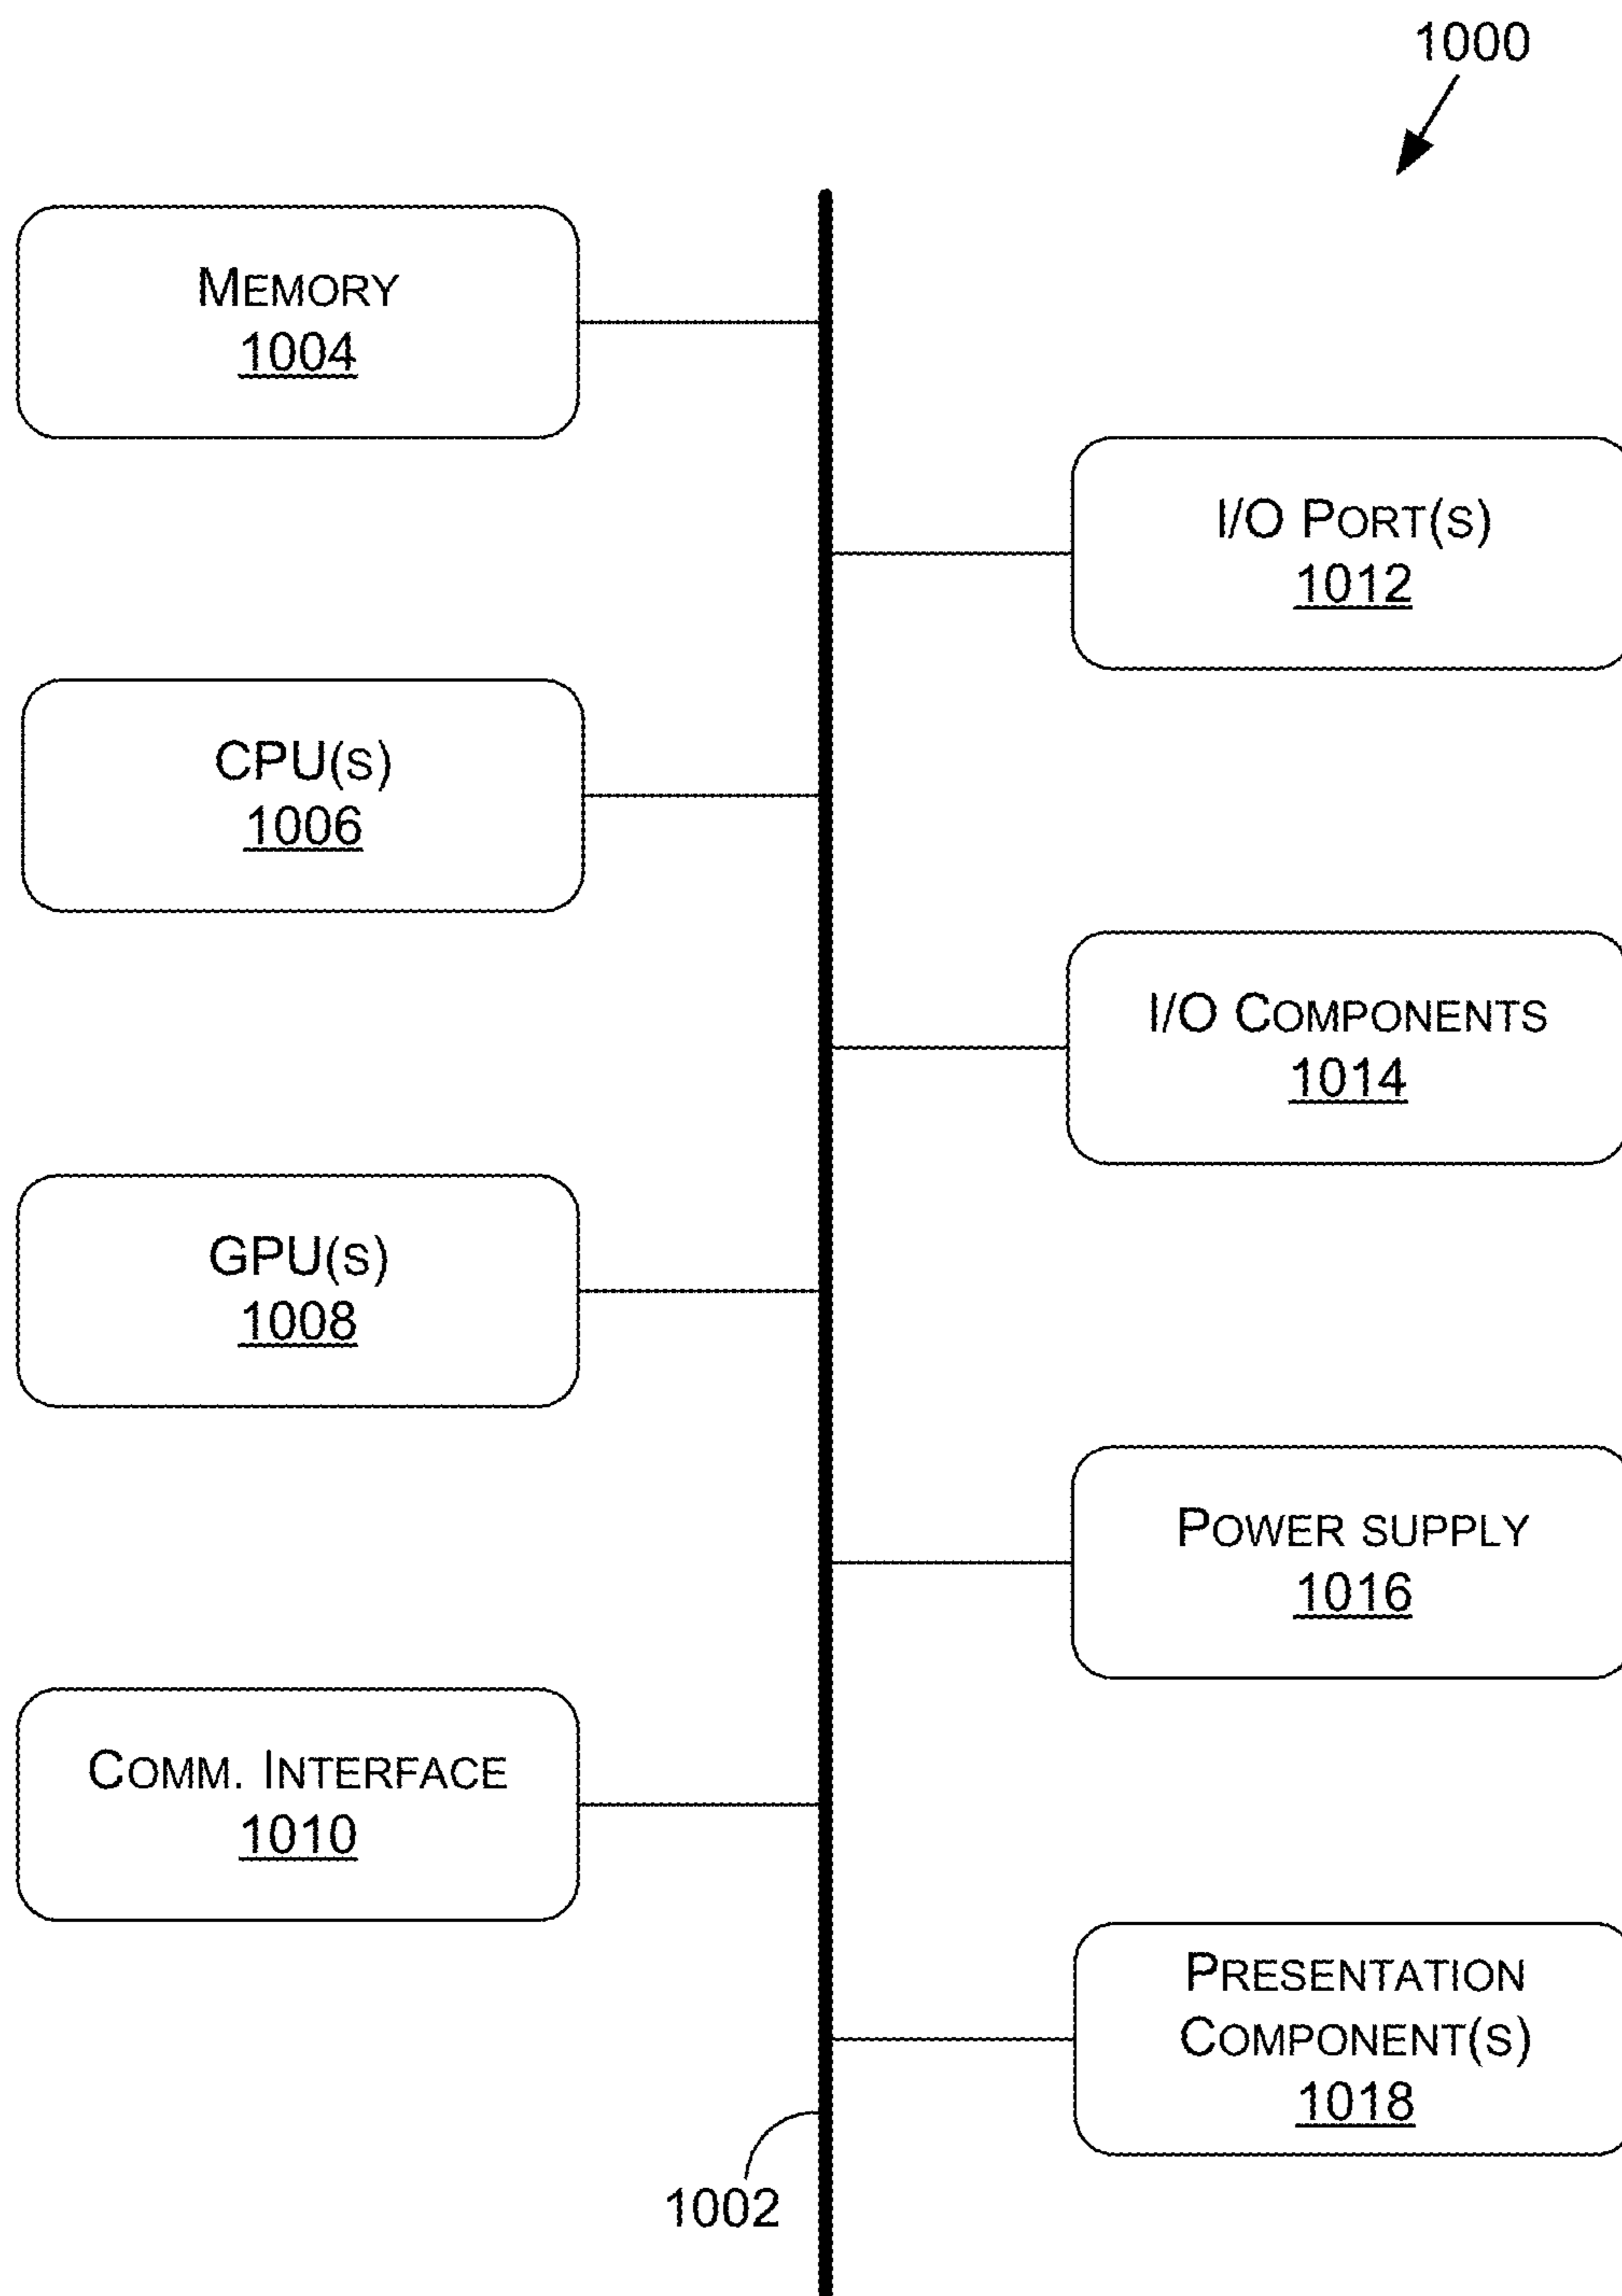 1000
MEMORY
1004
I/O PORT(S)
1012
CPU(S)
1006
I/O COMPONENTS
1014
GPU(S)
1008
POWER SUPPLY
1016
COMM. INTERFACE
1010
PRESENTATION
COMPONENT(S)
1018
1002